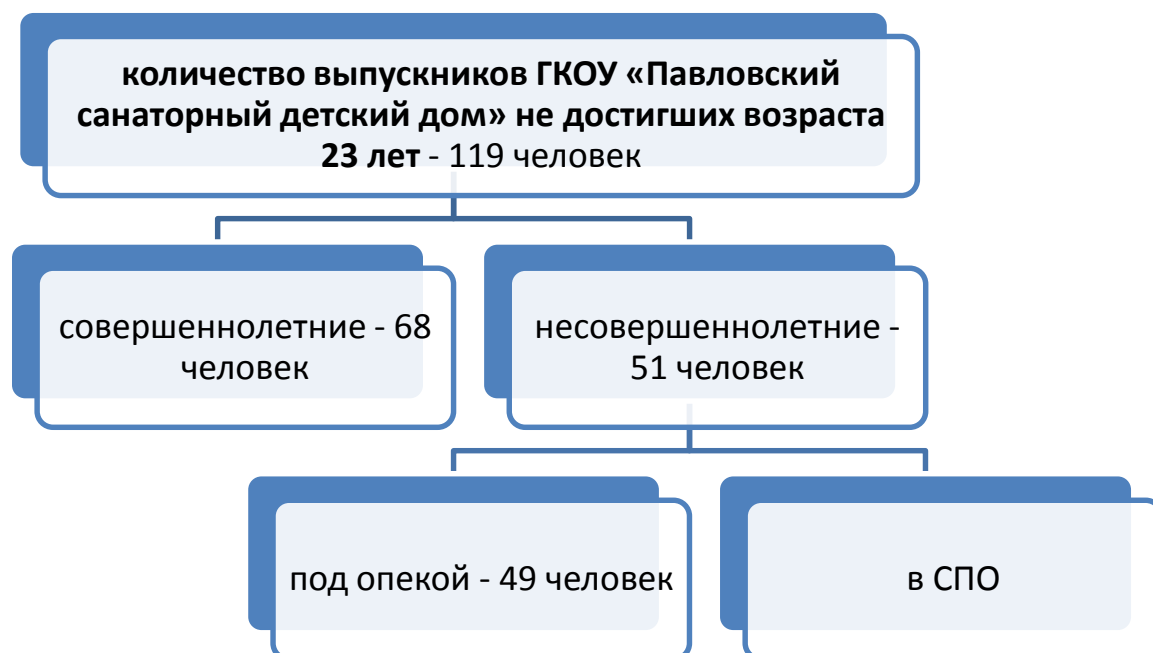 количество выпускников ГКОУ «Павловский
санаторный детский дом» не достигших возраста
23 лет - 119 человек
совершеннолетние - 68
человек
несовершеннолетние -
51 человек
под опекой - 49 человек
в СПО